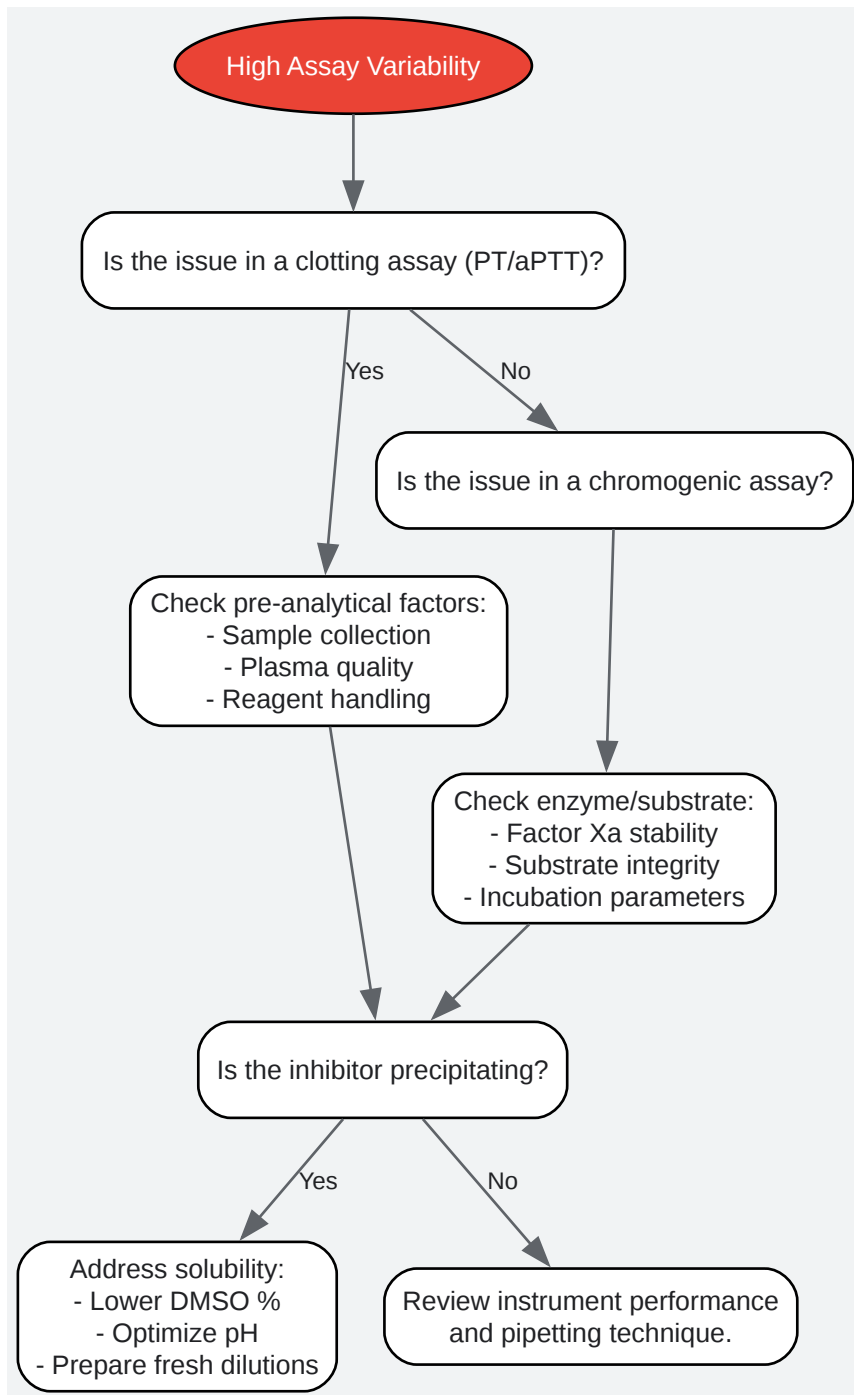 High Assay Variability
Is the issue in a clotting assay (PT/aPTT)?
Yes
No
Is the issue in a chromogenic assay?
Check pre-analytical factors:
- Sample collection
- Plasma quality
- Reagent handling
Check enzyme/substrate:
- Factor Xa stability
- Substrate integrity
- Incubation parameters
Is the inhibitor precipitating?
Yes
No
Address solubility:
- Lower DMSO %
- Optimize pH
- Prepare fresh dilutions
Review instrument performance
and pipetting technique.